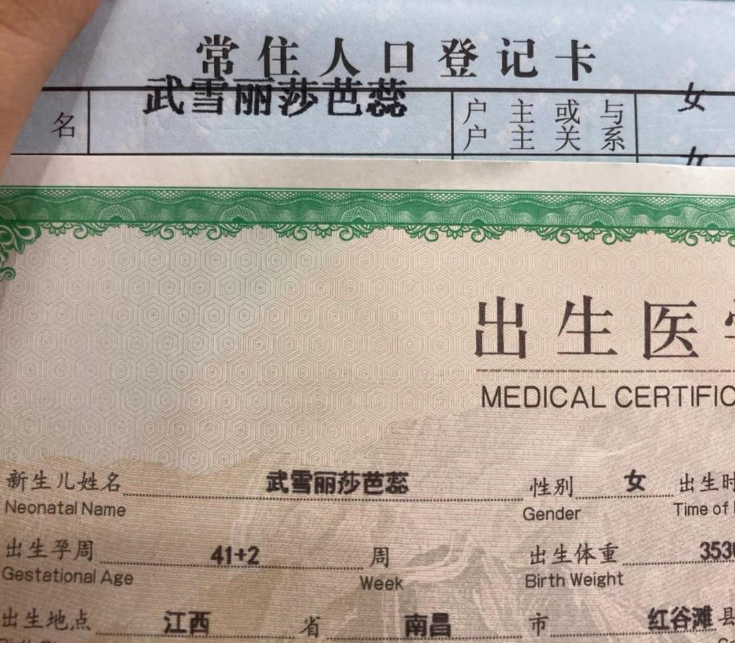 常住人口登记卡
名 武雪丽莎芭蕊 户主或与 女
户主关系 女
出生医学
MEDICAL CERTIFIC
新生儿姓名 武雪丽莎芭蕊 性别 女 出生时
Neonatal Name Gender Time of
出生孕周 41+2 周 出生体重 353
Gestational Age Week Birth Weight
出生地点 江西 省 南昌 市 红谷滩 县